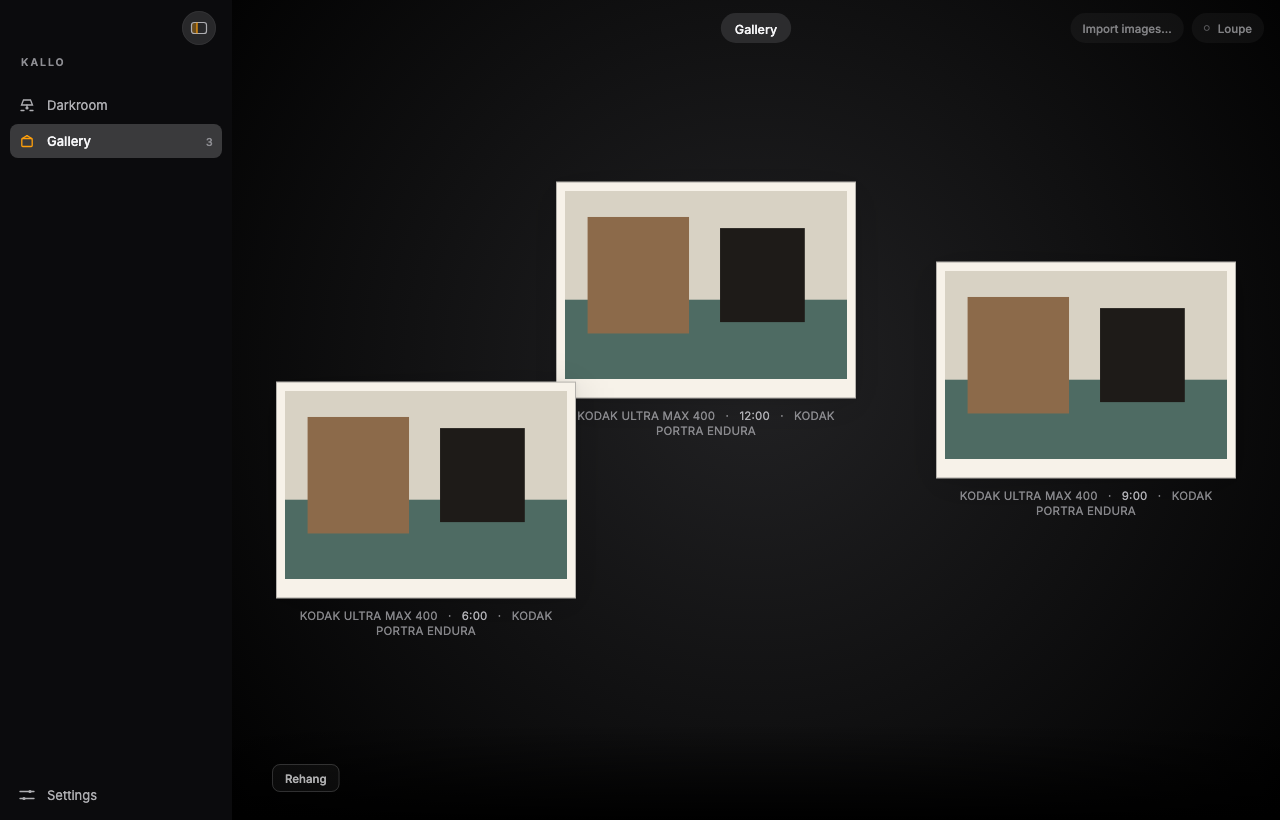 KALLO
Darkroom
Gallery 3
Settings
Gallery
Import images...
Loupe
KODAK ULTRA MAX 400 · 12:00 · KODAK
PORTRA ENDURA
KODAK ULTRA MAX 400 · 9:00 · KODAK
PORTRA ENDURA
KODAK ULTRA MAX 400 · 6:00 · KODAK
PORTRA ENDURA
Rehang